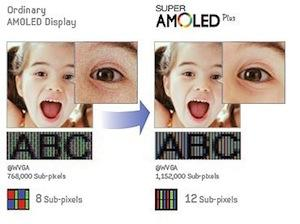 Ordinary
AMOLED Display
ABC
@WVGA
768,000 Sub-pixels
8 Sub-pixels
SUPER
AMOLED Plus
ABC
@WVGA
1,152,000 Sub-pixels
12 Sub-pixels